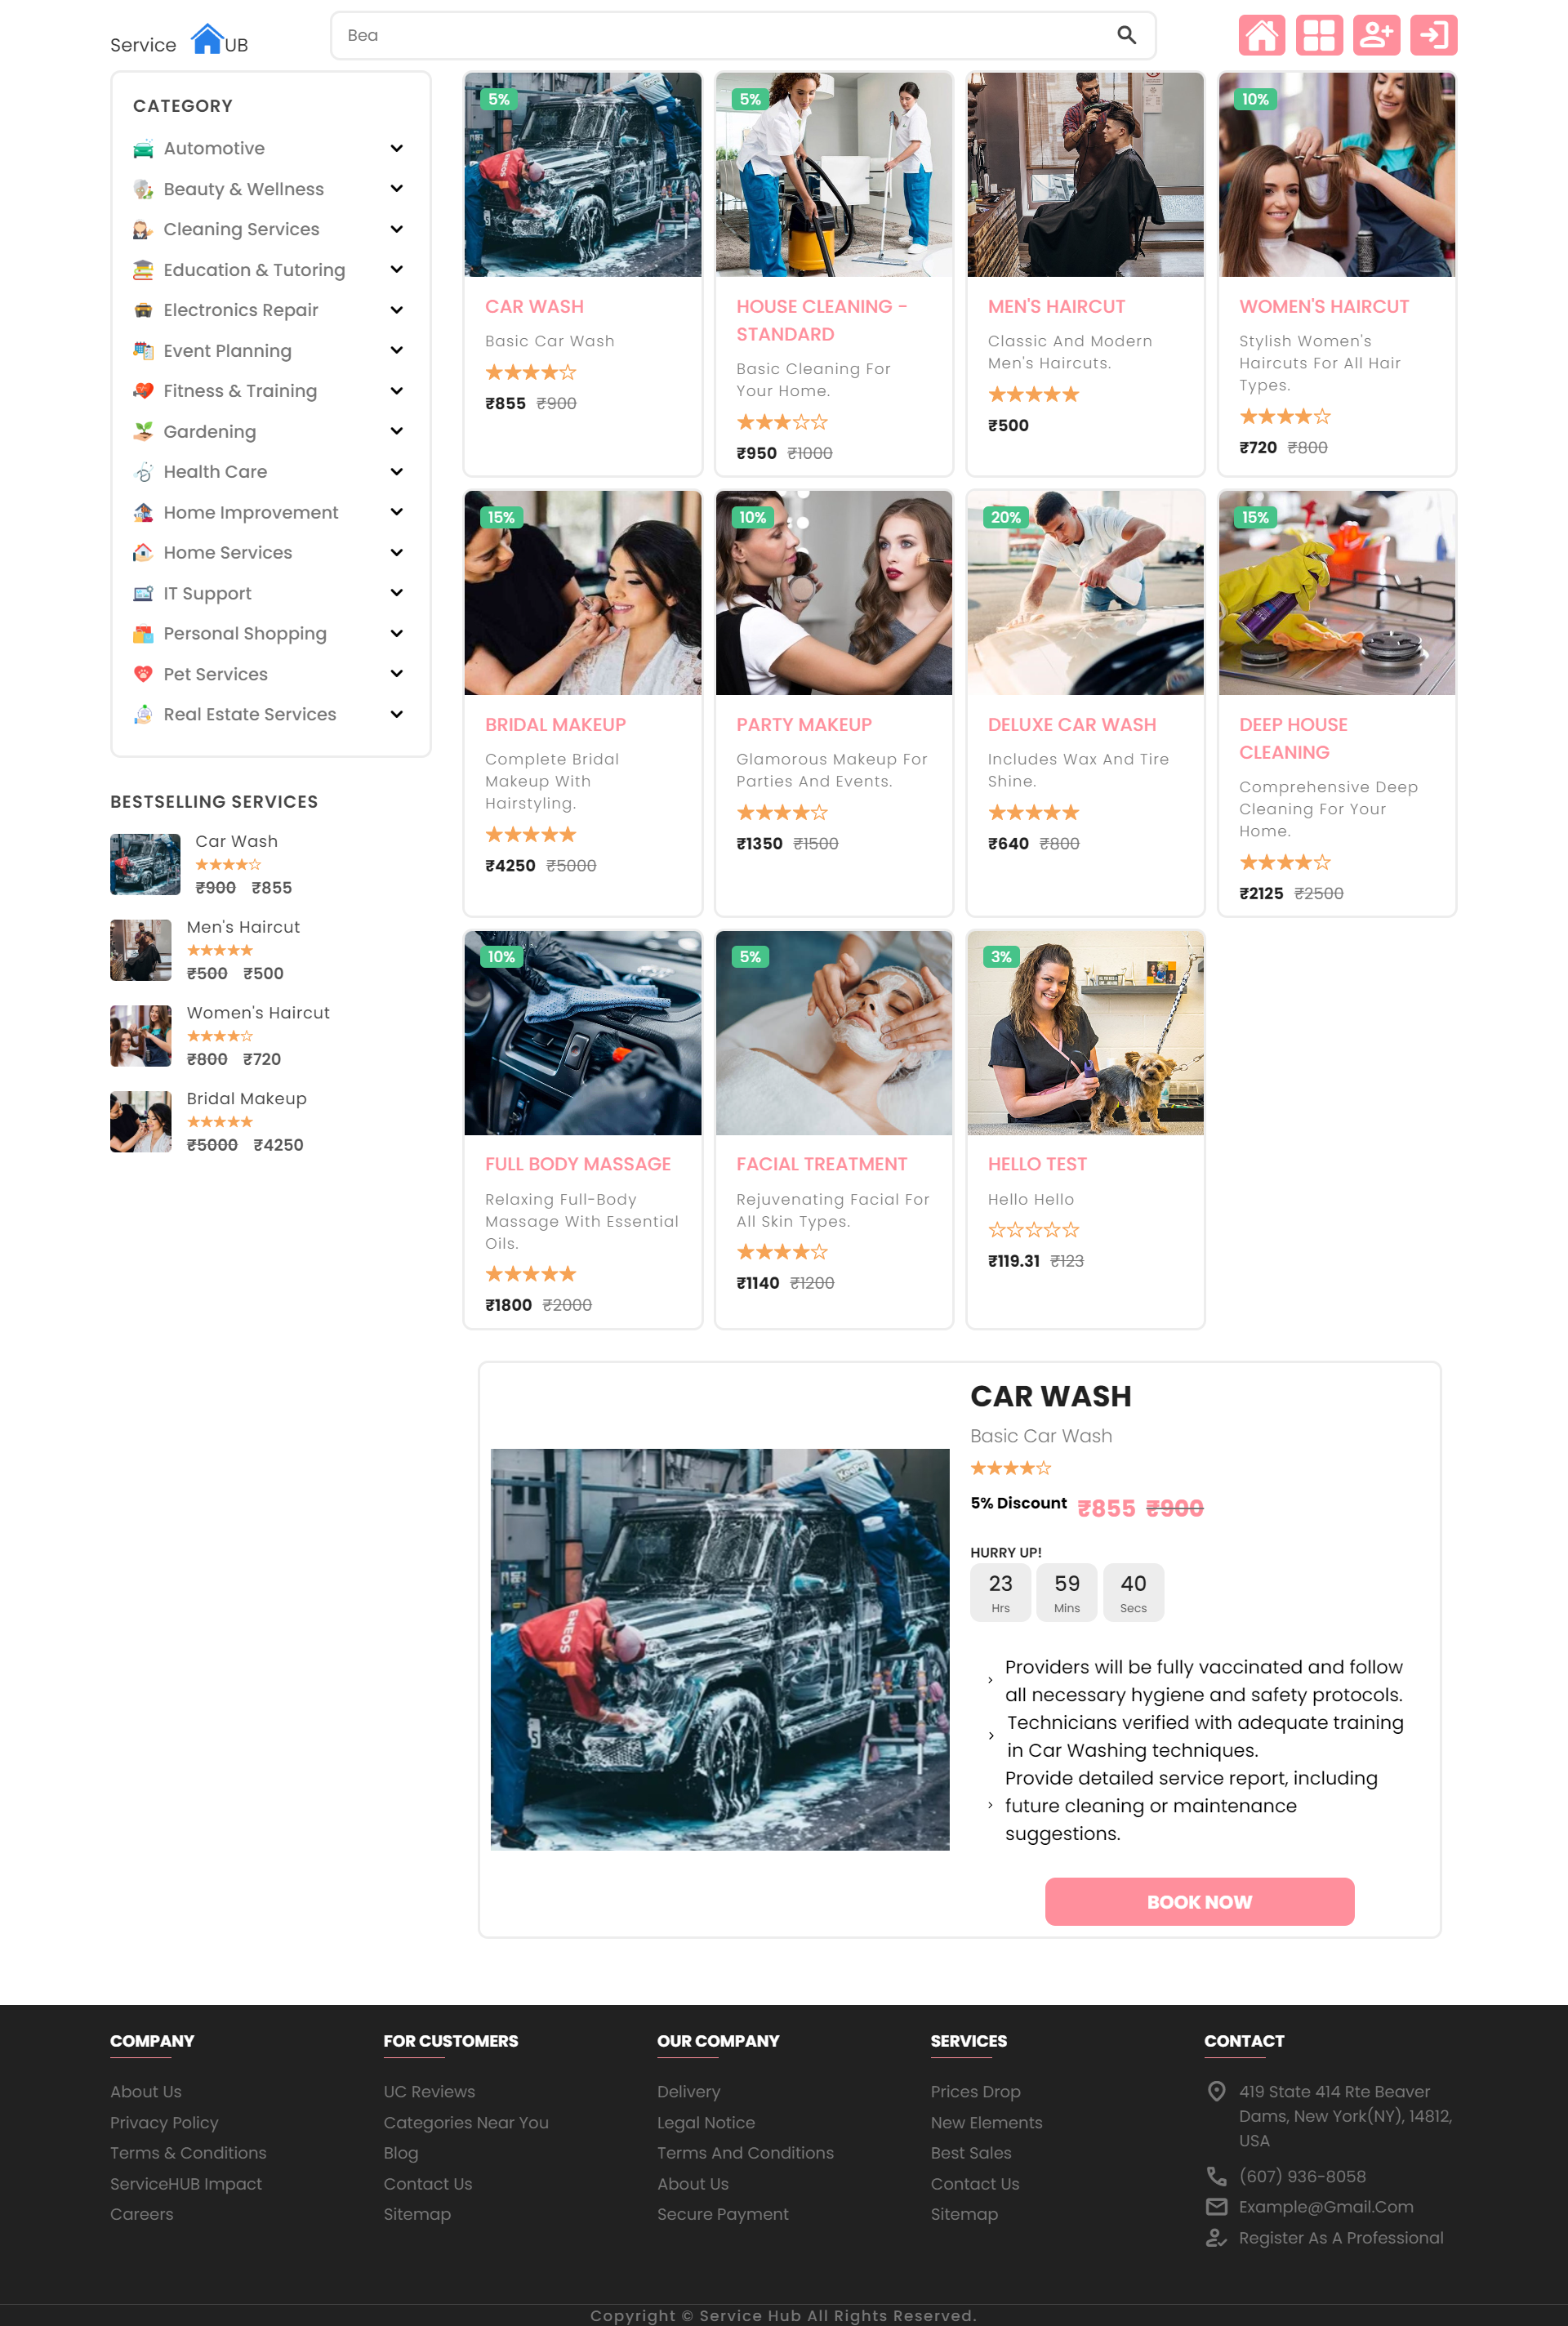 Service UB
Bea
CATEGORY
Automotive
Beauty & Wellness
Cleaning Services
Education & Tutoring
Electronics Repair
Event Planning
Fitness & Training
Gardening
Health Care
Home Improvement
Home Services
IT Support
Personal Shopping
Pet Services
Real Estate Services
BESTSELLING SERVICES
Car Wash
₹900 ₹855
Men's Haircut
₹500 ₹500
Women's Haircut
₹800 ₹720
Bridal Makeup
₹5000 ₹4250
5%
ENEOS
CAR WASH
Basic Car Wash
₹855 ₹900
5%
HOUSE CLEANING -
STANDARD
Basic Cleaning For
Your Home.
₹950 ₹1000
MEN'S HAIRCUT
Classic And Modern
Men's Haircuts.
₹500
10%
WOMEN'S HAIRCUT
Stylish Women's
Haircuts For All Hair
Types.
₹720 ₹800
15%
BRIDAL MAKEUP
Complete Bridal
Makeup With
Hairstyling.
₹4250 ₹5000
10%
PARTY MAKEUP
Glamorous Makeup For
Parties And Events.
₹1350 ₹1500
20%
DELUXE CAR WASH
Includes Wax And Tire
Shine.
₹640 ₹800
15%
DEEP HOUSE
CLEANING
Comprehensive Deep
Cleaning For Your
Home.
₹2125 ₹2500
10%
FULL BODY MASSAGE
Relaxing Full-Body
Massage With Essential
Oils.
₹1800 ₹2000
5%
FACIAL TREATMENT
Rejuvenating Facial For
All Skin Types.
₹1140 ₹1200
3%
HELLO TEST
Hello Hello
₹119.31 ₹123
ENEOS
CAR WASH
Basic Car Wash
5% Discount ₹855 ₹900
HURRY UP!
23 59 40
Hrs Mins Secs
Providers will be fully vaccinated and follow
all necessary hygiene and safety protocols.
Technicians verified with adequate training
in Car Washing techniques.
Provide detailed service report, including
future cleaning or maintenance
suggestions.
BOOK NOW
COMPANY
About Us
Privacy Policy
Terms & Conditions
ServiceHUB Impact
Careers
FOR CUSTOMERS
UC Reviews
Categories Near You
Blog
Contact Us
Sitemap
OUR COMPANY
Delivery
Legal Notice
Terms And Conditions
About Us
Secure Payment
SERVICES
Prices Drop
New Elements
Best Sales
Contact Us
Sitemap
CONTACT
419 State 414 Rte Beaver
Dams, New York(NY), 14812,
USA
(607) 936-8058
Example@Gmail.Com
Register As A Professional
Copyright © Service Hub All Rights Reserved.